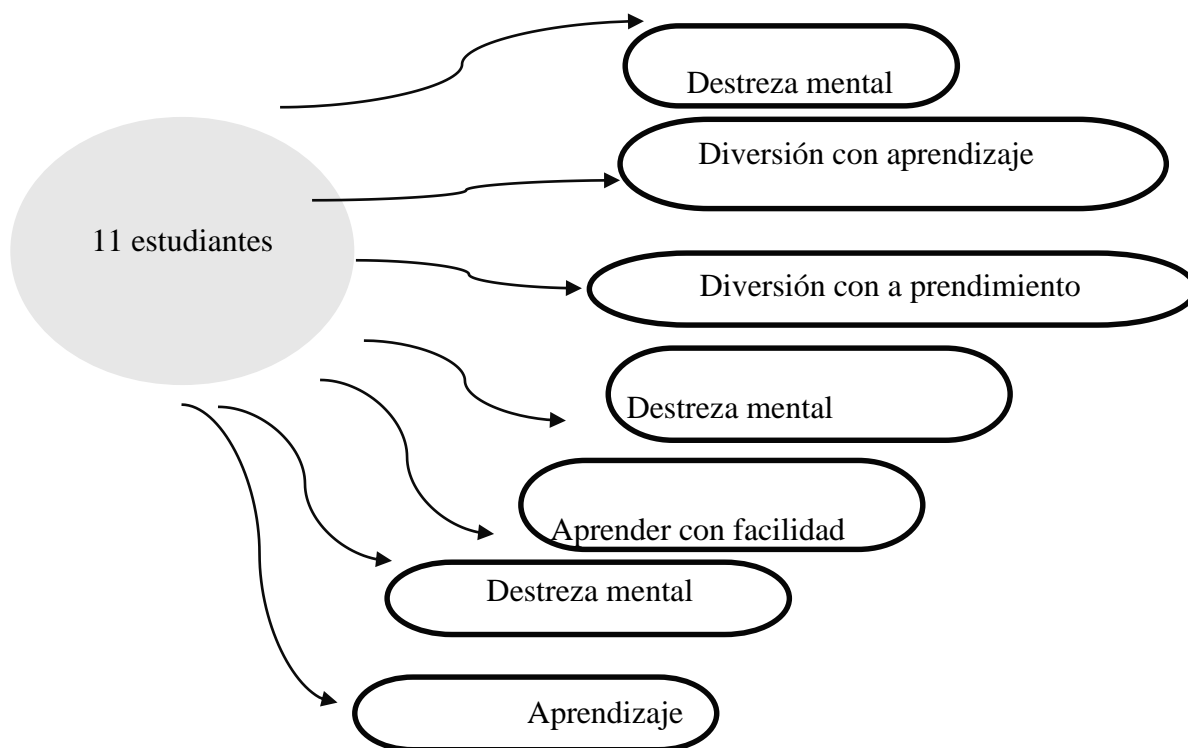 Destreza mental
Diversión con aprendizaje
11 estudiantes
Diversión con a prendimiento
Destreza mental
Aprender con facilidad
Destreza mental
Aprendizaje